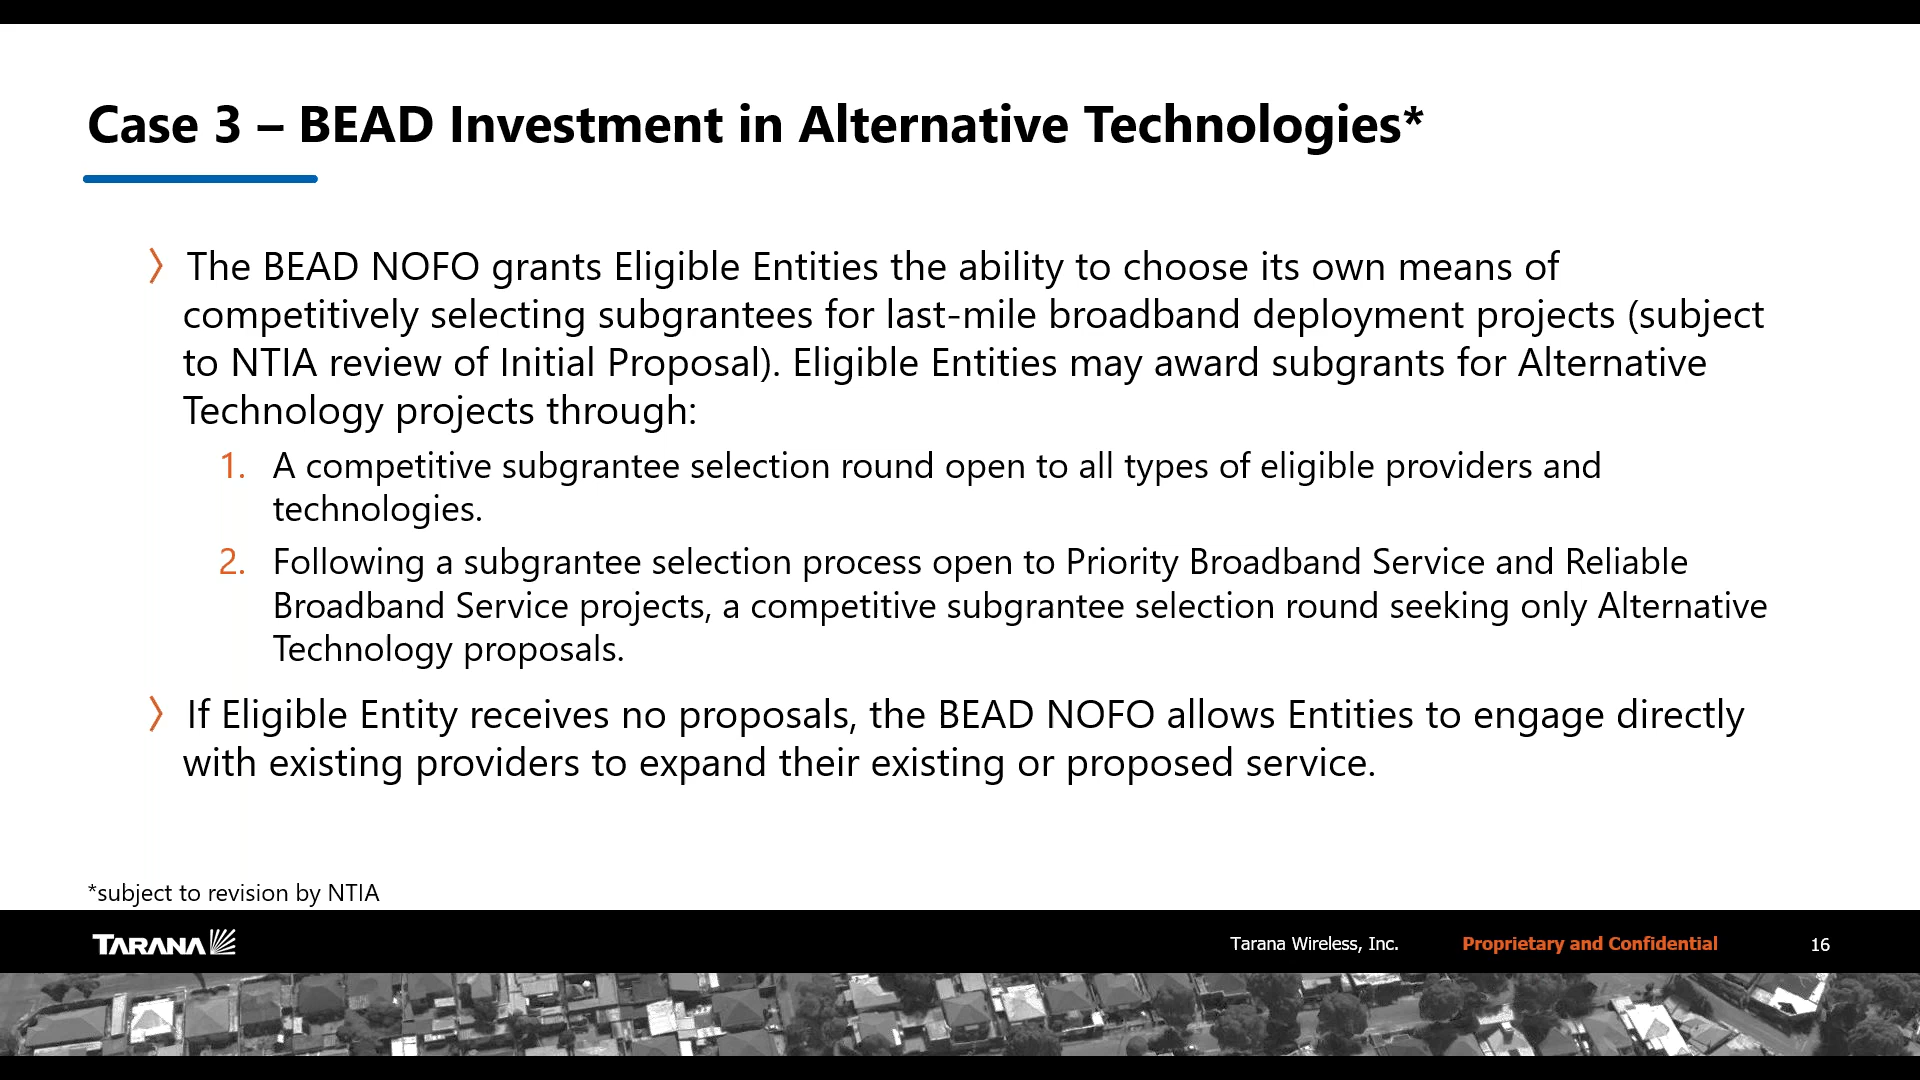 Case 3 – BEAD Investment in Alternative Technologies*
〉The BEAD NOFO grants Eligible Entities the ability to choose its own means of
competitively selecting subgrantees for last-mile broadband deployment projects (subject
to NTIA review of Initial Proposal). Eligible Entities may award subgrants for Alternative
Technology projects through:
1. A competitive subgrantee selection round open to all types of eligible providers and
technologies.
2. Following a subgrantee selection process open to Priority Broadband Service and Reliable
Broadband Service projects, a competitive subgrantee selection round seeking only Alternative
Technology proposals.
〉If Eligible Entity receives no proposals, the BEAD NOFO allows Entities to engage directly
with existing providers to expand their existing or proposed service.
*subject to revision by NTIA
TARANA
Tarana Wireless, Inc.
Proprietary and Confidential
16